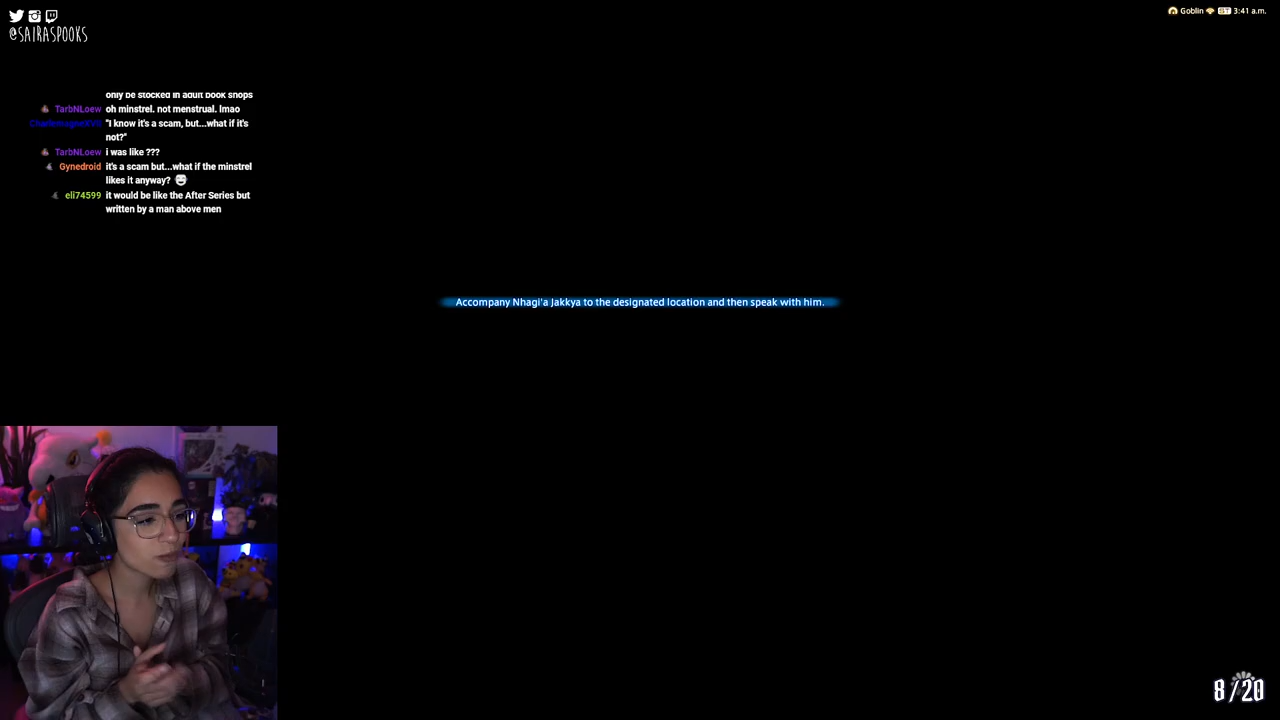 @SAIRASPOOKS
Goblin ST 3:41 a.m.
only be stocked in adult book shops
TarbNLoew oh minstrel. not menstrual. lmao
CharlemagneXVII "I know it's a scam, but...what if it's
not?"
TarbNLoew i was like ???
Gynedroid it's a scam but...what if the minstrel
likes it anyway?
eli74599 it would be like the After Series but
written by a man above men
Accompany Nhagi'a Jakkya to the designated location and then speak with him.
8/20